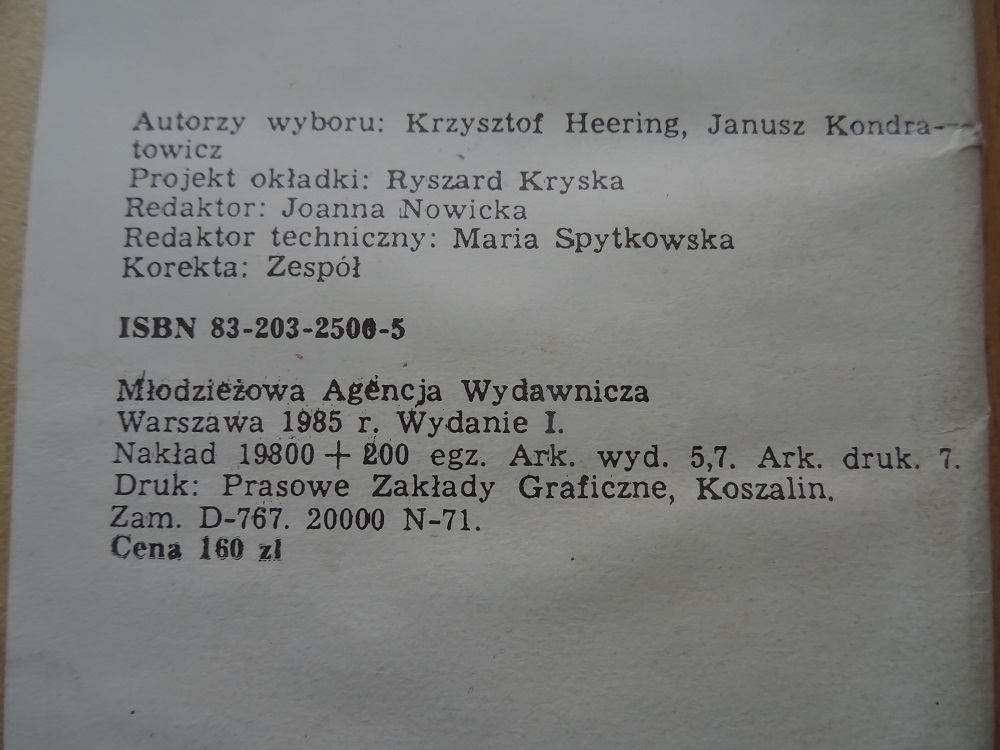 Autorzy wyboru: Krzysztof Heering, Janusz Kondra-
towicz
Projekt okładki: Ryszard Kryska
Redaktor: Joanna Nowicka
Redaktor techniczny: Maria Spytkowska
Korekta: Zespół
ISBN 83-203-2500-5
Młodzieżowa Agencja Wydawnicza
Warszawa 1985 r. Wydanie I.
Nakład 19800 + 200 egz. Ark. wyd. 5,7. Ark. druk. 7.
Druk: Prasowe Zakłady Graficzne, Koszalin.
Zam. D-767. 20000 N-71.
Cena 160 zł